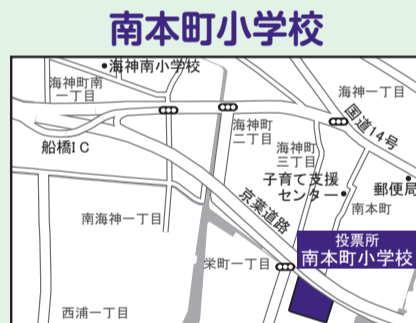 南本町小学校
海神南小学校
海神町南
一丁目
海神一丁目
国道14号
海神町
二丁目
船橋IC
海神町
三丁目
子育て支援
センター
郵便局
京葉道路
南本町
南海神一丁目
投票所
南本町小学校
栄町一丁目
西浦一丁目